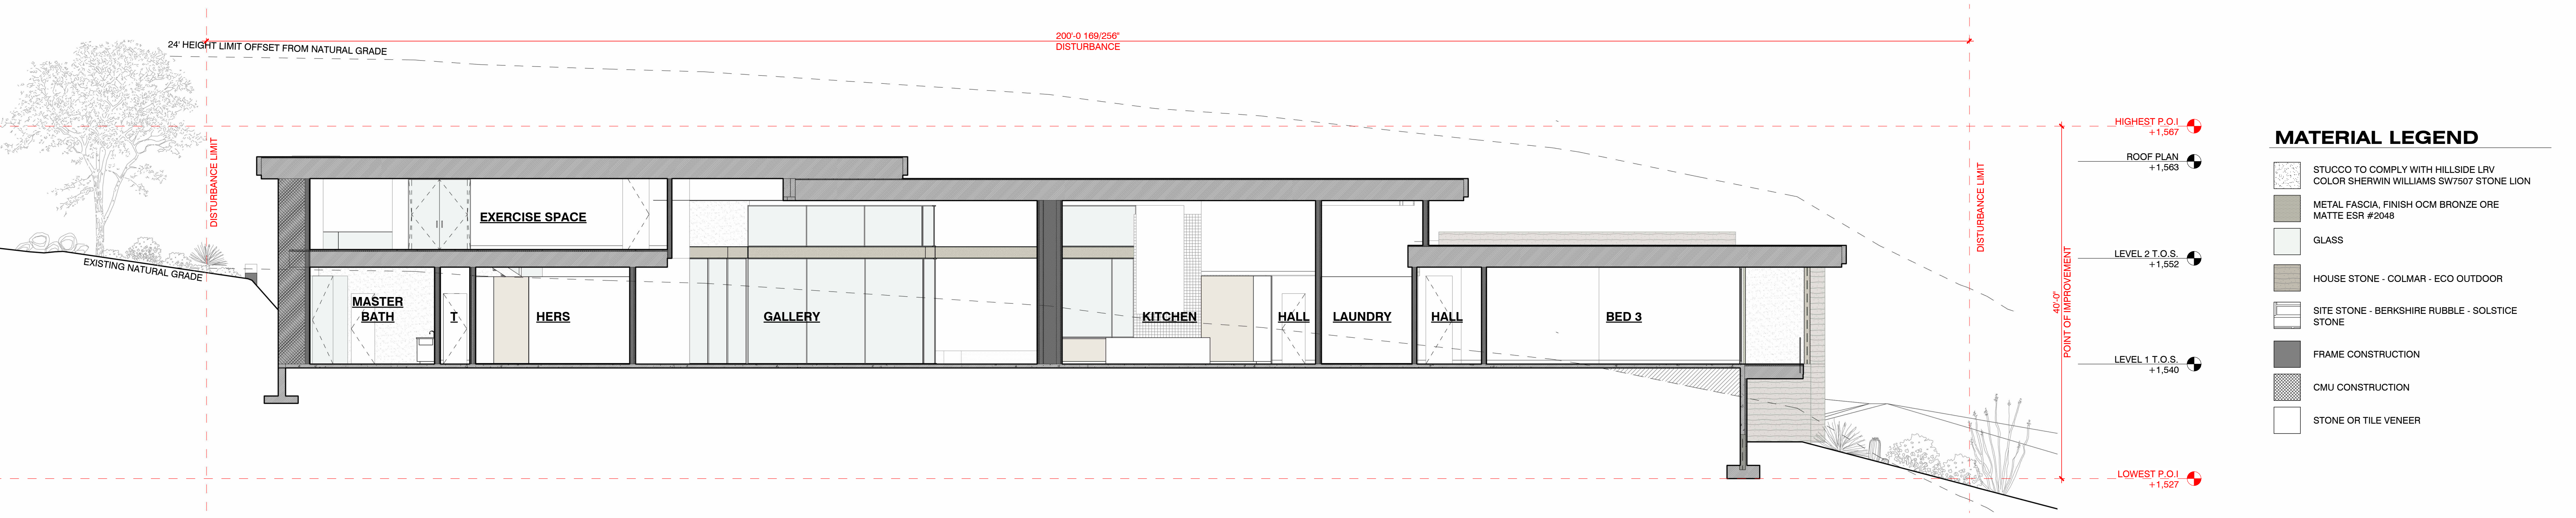 24' HEIGHT LIMIT OFFSET FROM NATURAL GRADE
200'-0 169/256"
DISTURBANCE
DISTURBANCE LIMIT
EXISTING NATURAL GRADE
EXERCISE SPACE
MASTER
BATH
T
HERS
GALLERY
KITCHEN
HALL
LAUNDRY
HALL
BED 3
DISTURBANCE LIMIT
40'-0"
POINT OF IMPROVEMENT
HIGHEST P.O.I
+1,567
ROOF PLAN
+1,563
LEVEL 2 T.O.S.
+1,552
LEVEL 1 T.O.S.
+1,540
LOWEST P.O.I
+1,527
MATERIAL LEGEND
STUCCO TO COMPLY WITH HILLSIDE LRV
COLOR SHERWIN WILLIAMS SW7507 STONE LION
METAL FASCIA, FINISH OCM BRONZE ORE
MATTE ESR #2048
GLASS
HOUSE STONE - COLMAR - ECO OUTDOOR
SITE STONE - BERKSHIRE RUBBLE - SOLSTICE
STONE
FRAME CONSTRUCTION
CMU CONSTRUCTION
STONE OR TILE VENEER